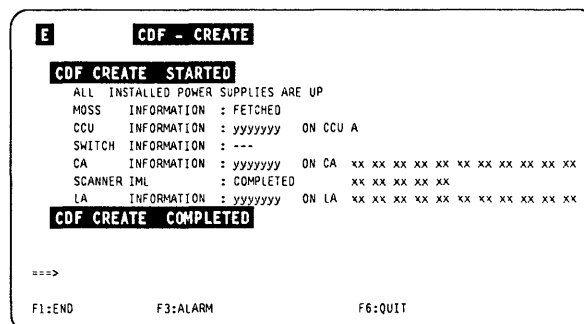 E CDF - CREATE
CDF CREATE STARTED
ALL INSTALLED POWER SUPPLIES ARE UP
MOSS INFORMATION : FETCHED
CCU INFORMATION : yyyyyyy ON CCU A
SWITCH INFORMATION : ---
CA INFORMATION : yyyyyyy ON CA xx xx xx xx xx xx xx xx xx xx xx
SCANNER IML : COMPLETED xx xx xx xx xx
LA INFORMATION : yyyyyyy ON LA xx xx xx xx xx xx xx xx xx xx xx
CDF CREATE COMPLETED
===>
F1:END F3:ALARM F6:QUIT